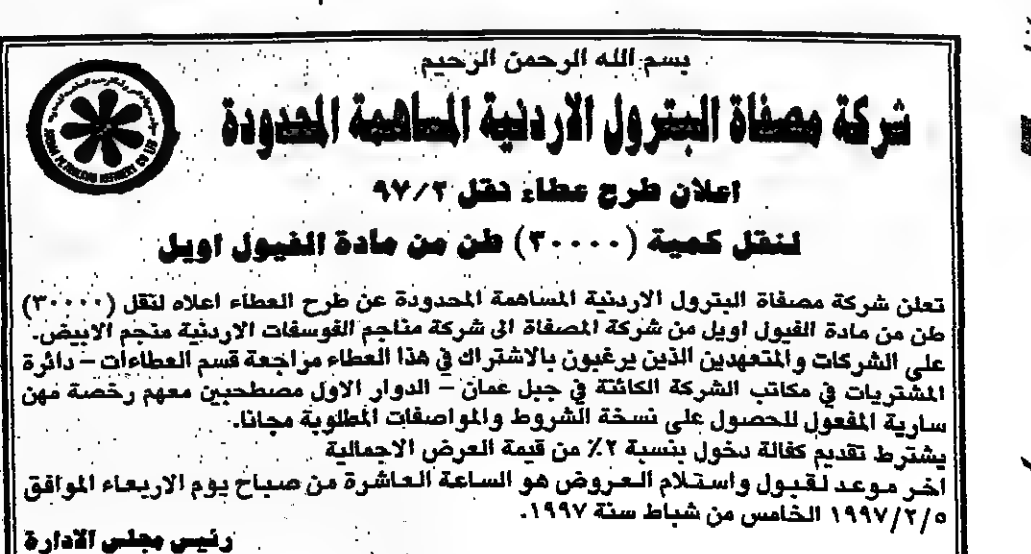 بسم الله الرحمن الرحيم
شركة مصفاة البترول الاردنية المساهمة المحدودة
اعلان طرح عطاء نقل ٩٧/٢
لنقل كمية (٣٠٠٠٠) طن من مادة الفيول اويل
تعلن شركة مصفاة البترول الاردنية المساهمة المحدودة عن طرح العطاء اعلاه لنقل (٣٠٠٠٠)
طن من مادة الفيول اويل من شركة المصفاة الى شركة مناجم الفوسفات الاردنية منجم الابيض.
على الشركات والمتعهدين الذين يرغبون بالاشتراك في هذا العطاء مراجعة قسم العطاءات – دائرة
المشتريات في مكاتب الشركة الكائنة في جبل عمان – الدوار الاول مصطحبين معهم رخصة مهن
سارية المفعول للحصول على نسخة الشروط والمواصفات المطلوبة مجانا.
يشترط تقديم كفالة دخول بنسبة ٢٪ من قيمة العرض الاجمالية
اخر موعد لقبول واستلام العروض هو الساعة العاشرة من صباح يوم الاربعاء الموافق
١٩٩٧/٢/٥ الخامس من شباط سنة ١٩٩٧.
رئيس مجلس الادارة